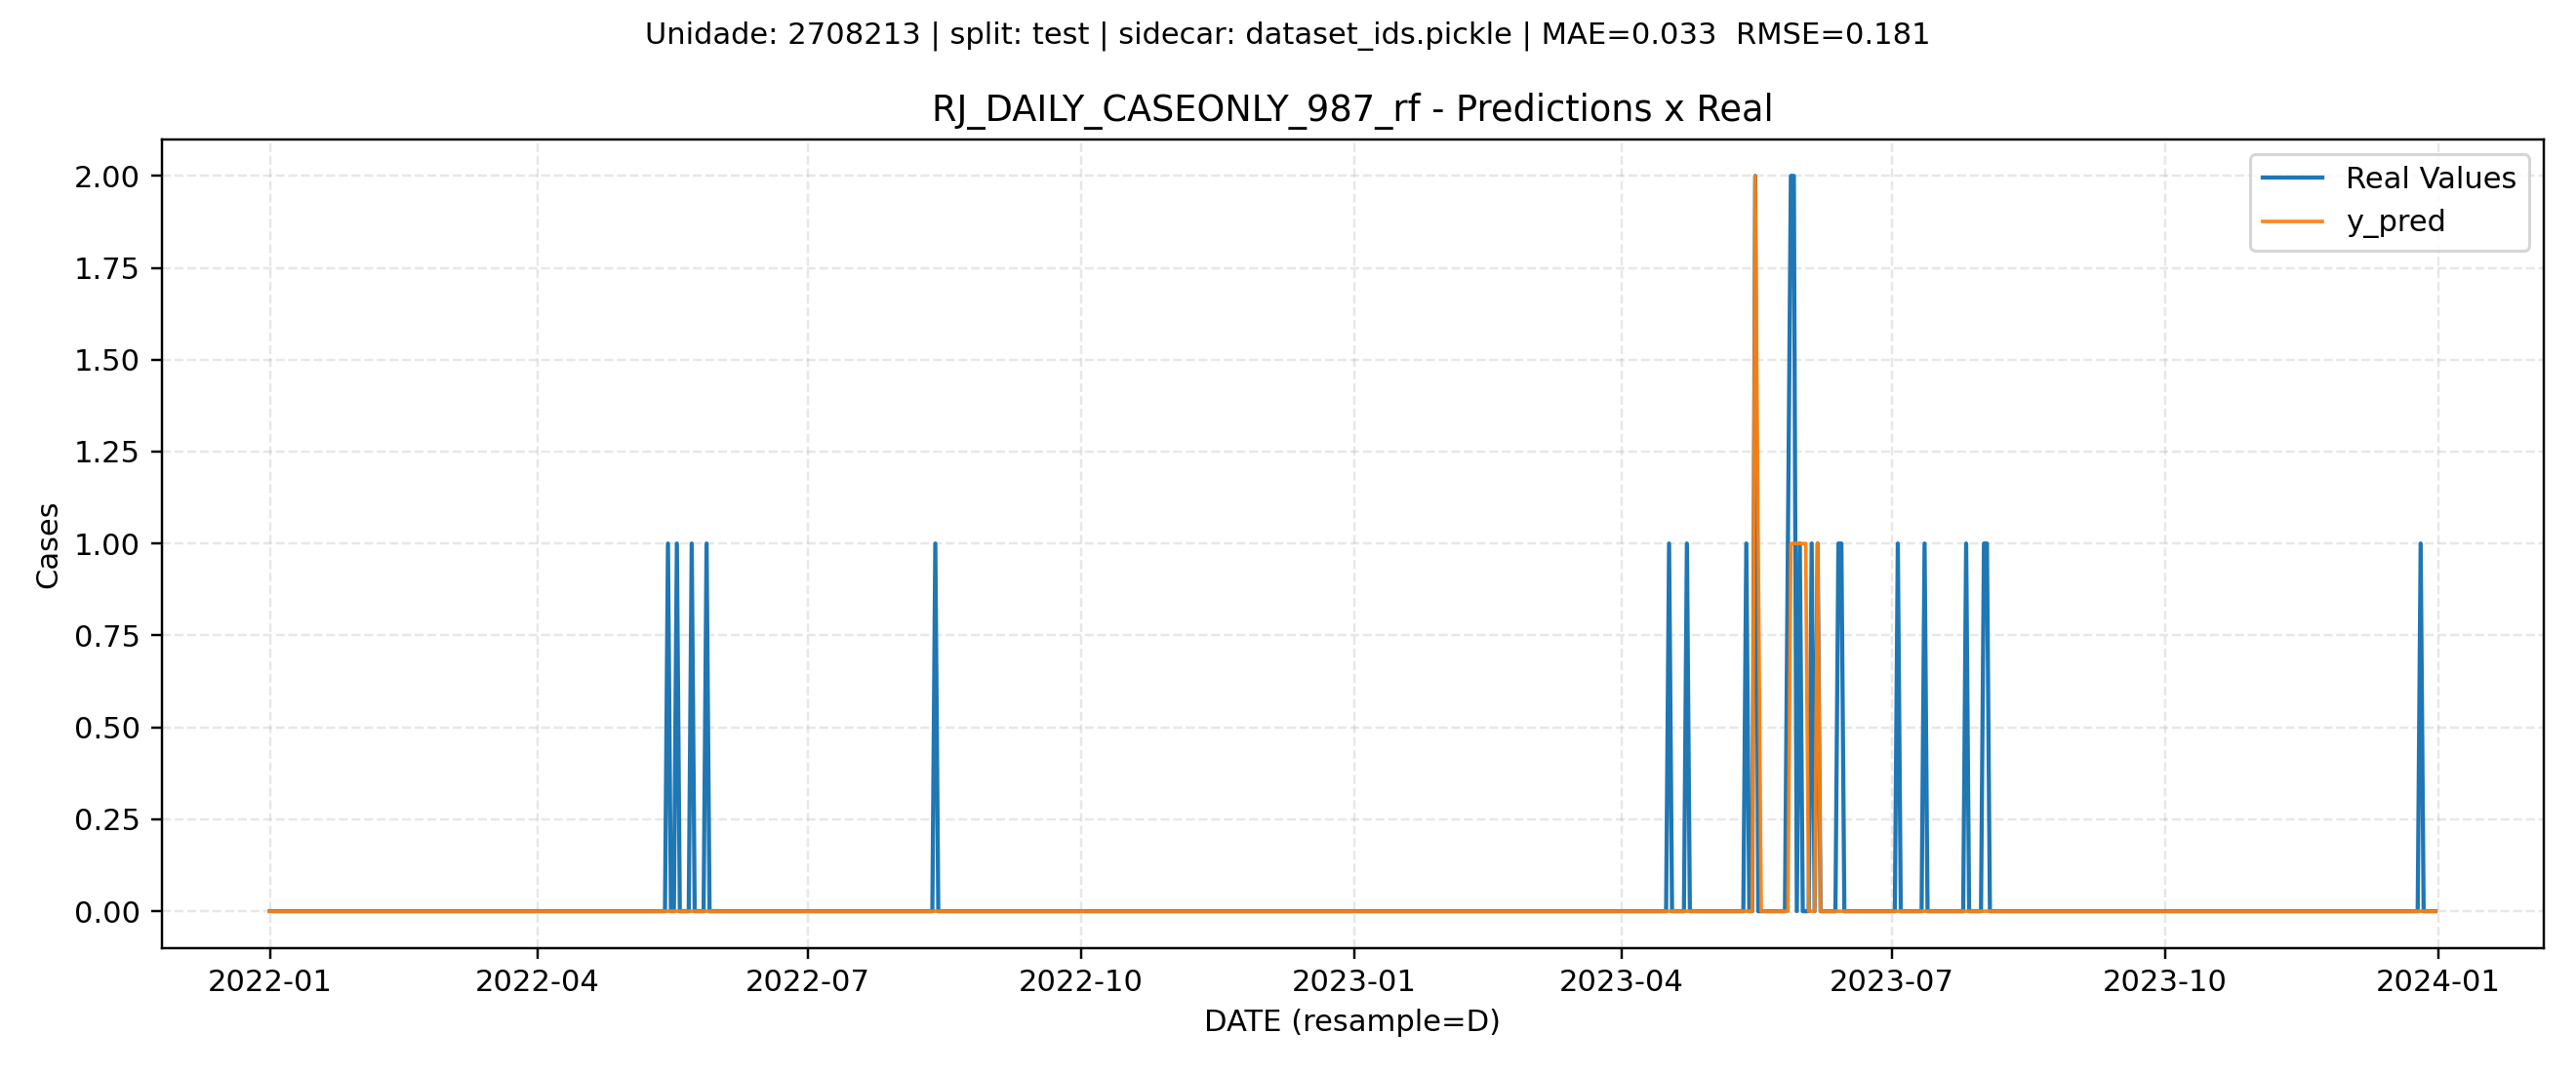 Unidade: 2708213 | split: test | sidecar: dataset_ids.pickle | MAE=0.033  RMSE=0.181
RJ_DAILY_CASEONLY_987_rf - Predictions x Real
Real Values
y_pred
Cases
2.00
1.75
1.50
1.25
1.00
0.75
0.50
0.25
0.00
2022-01 2022-04 2022-07 2022-10 2023-01 2023-04 2023-07 2023-10 2024-01
DATE (resample=D)